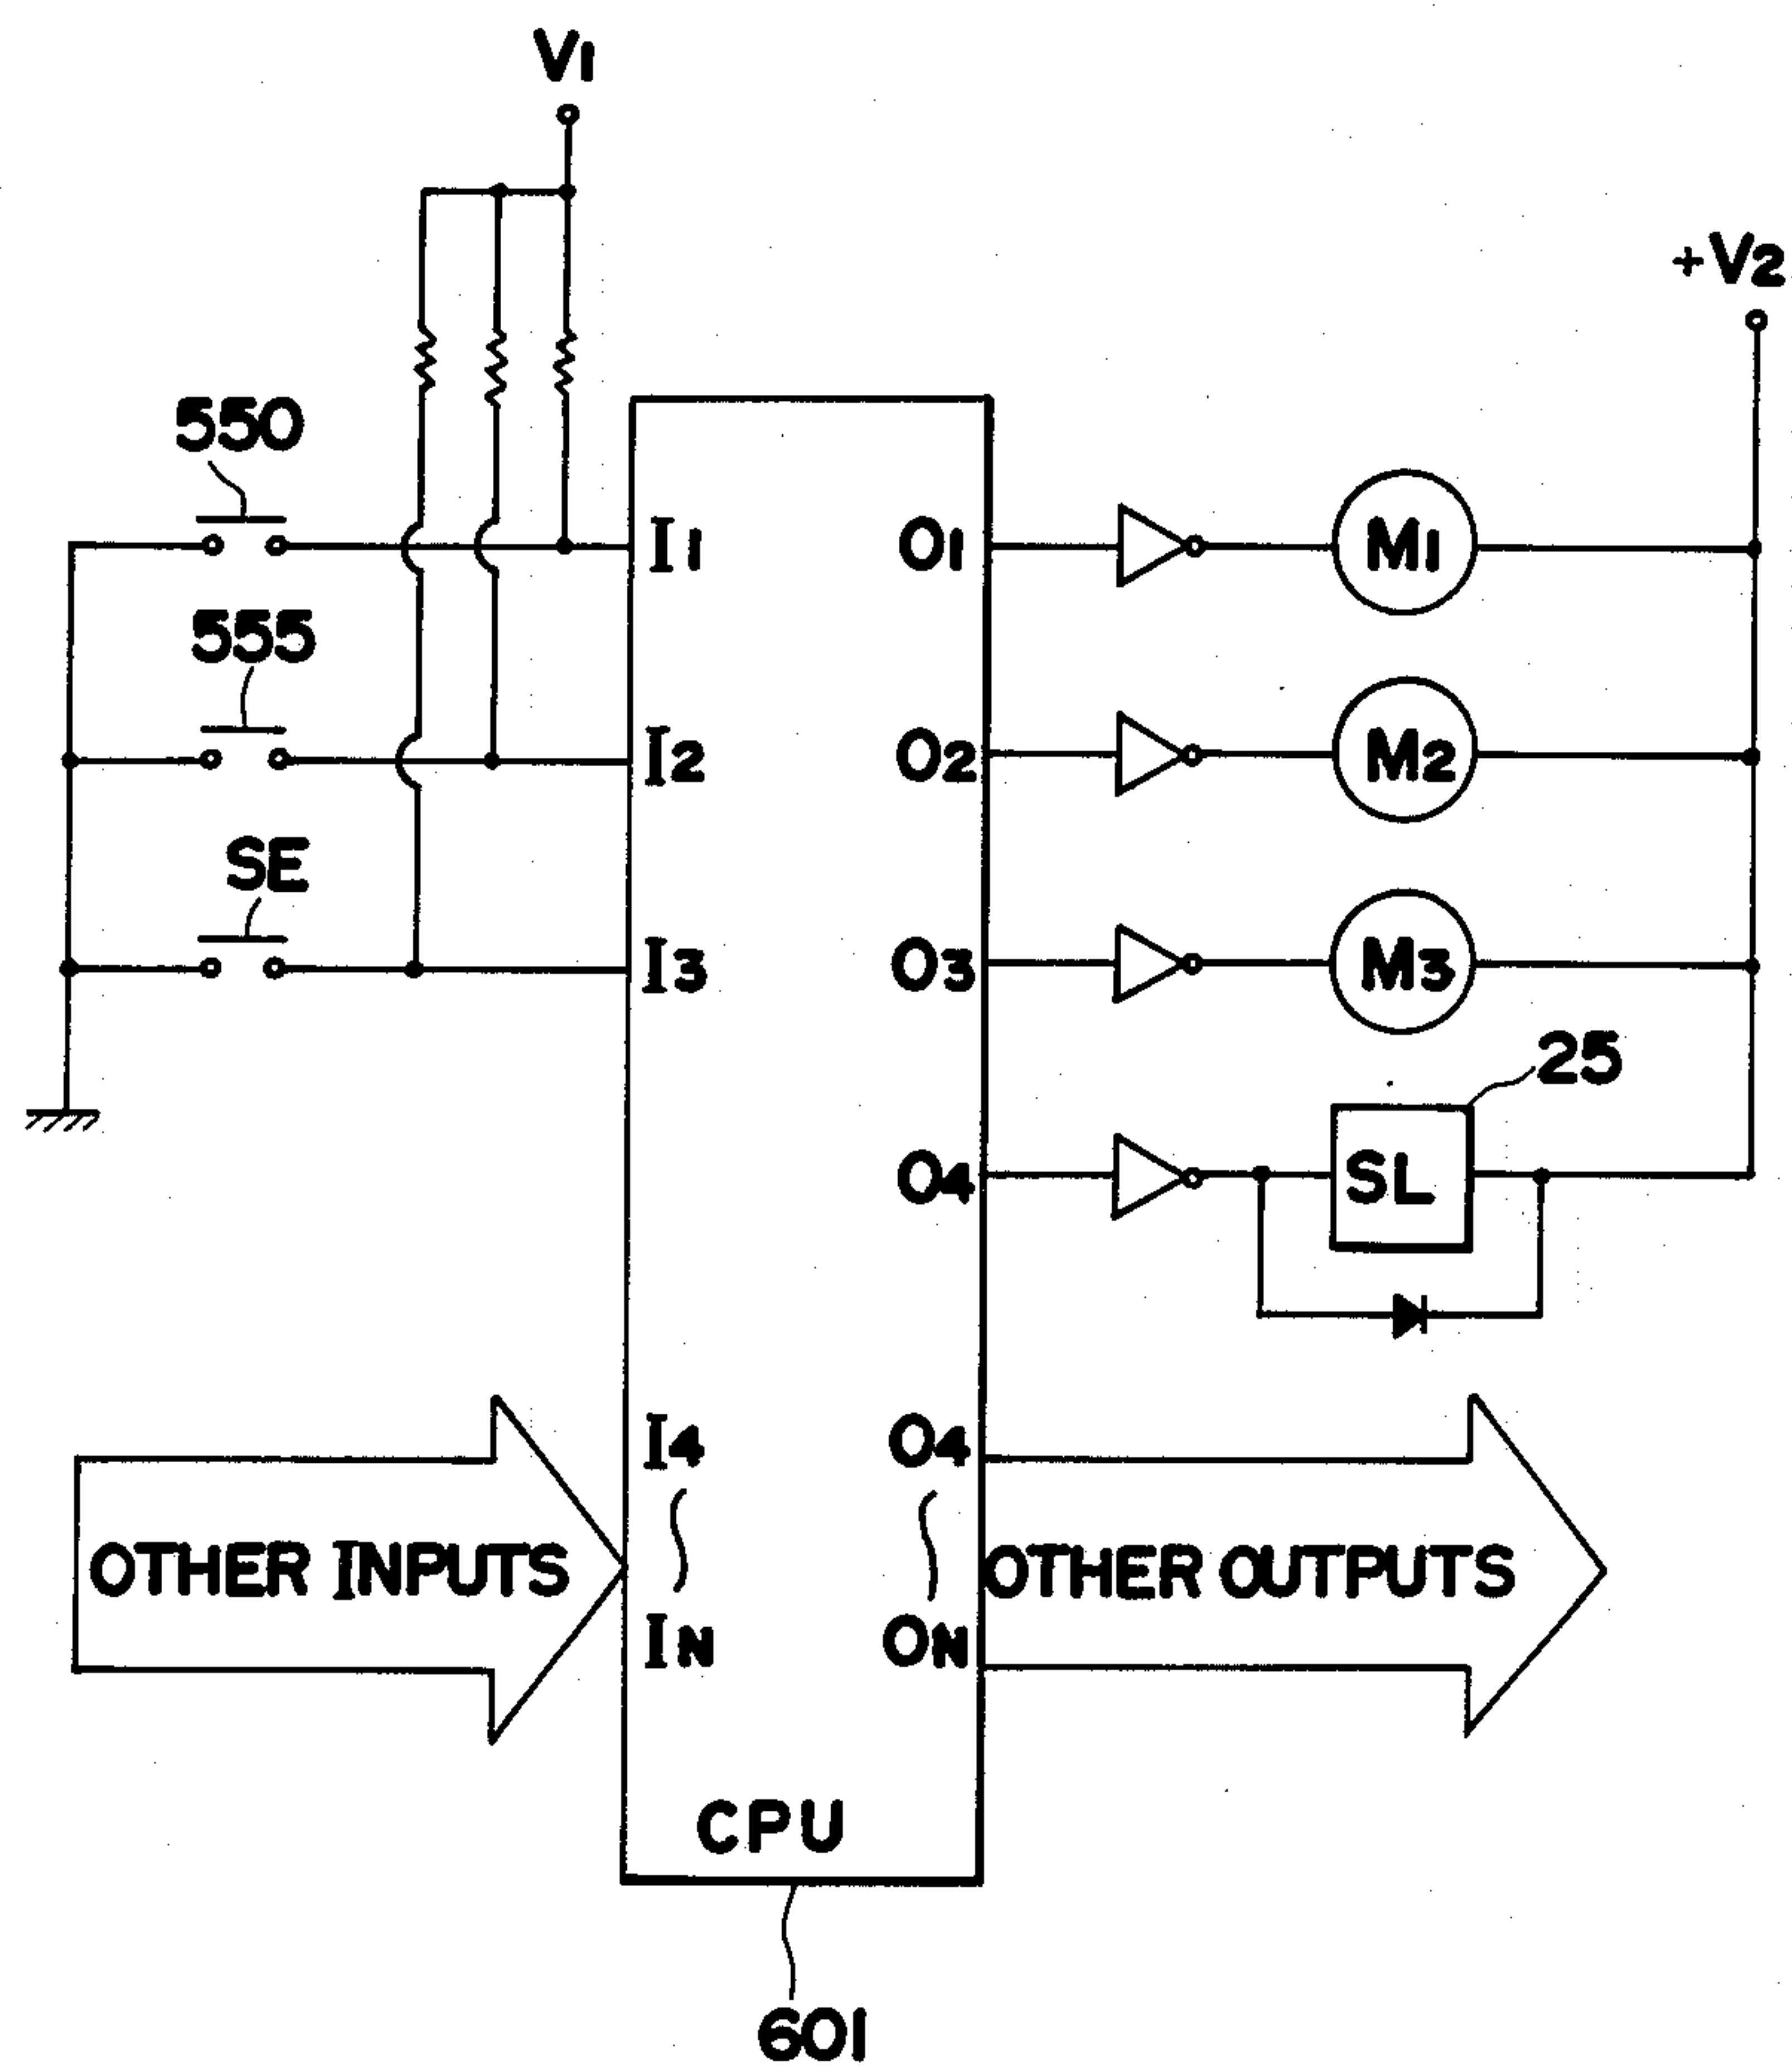 V1
+V2
550
I1
O1
M1
555
I2
O2
M2
SE
I3
O3
M3
25
O4
SL
I4
O4
OTHER INPUTS
OTHER OUTPUTS
IN
ON
CPU
601